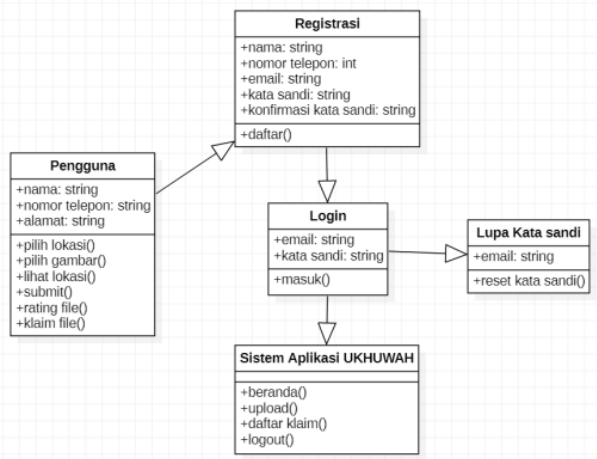 Registrasi
+nama: string
+nomor telepon: int
+email: string
+kata sandi: string
+konfirmasi kata sandi: string
+daftar()
Pengguna
+nama: string
+nomor telepon: string
+alamat: string
+pilih lokasi()
+pilih gambar()
+lihat lokasi()
+submit()
+rating file()
+klaim file()
Login
+email: string
+kata sandi: string
+masuk()
Lupa Kata sandi
+email: string
+reset kata sandi()
Sistem Aplikasi UKHUWAH
+beranda()
+upload()
+daftar klaim()
+logout()